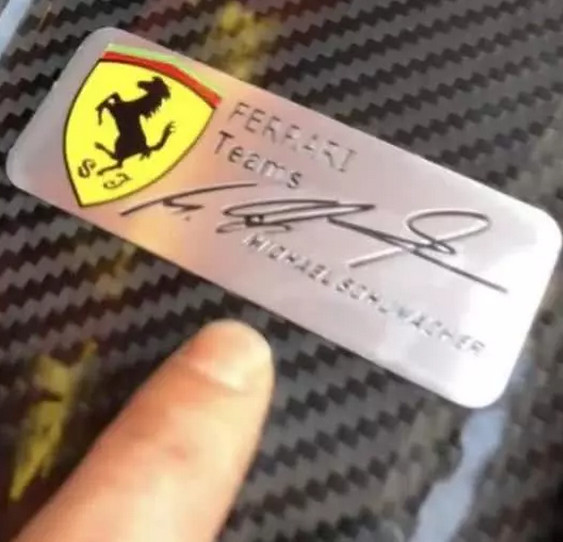 S F
FERRARI
Teams
MICHAEL SCHUMACHER